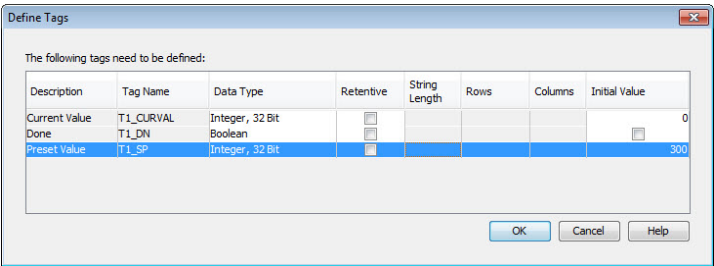 Define Tags
The following tags need to be defined:
Description Tag Name Data Type Retentive String Length Rows Columns Initial Value
Current Value T1_CURVAL Integer, 32 Bit 0
Done T1_DN Boolean
Preset Value T1_SP Integer, 32 Bit 300
OK Cancel Help